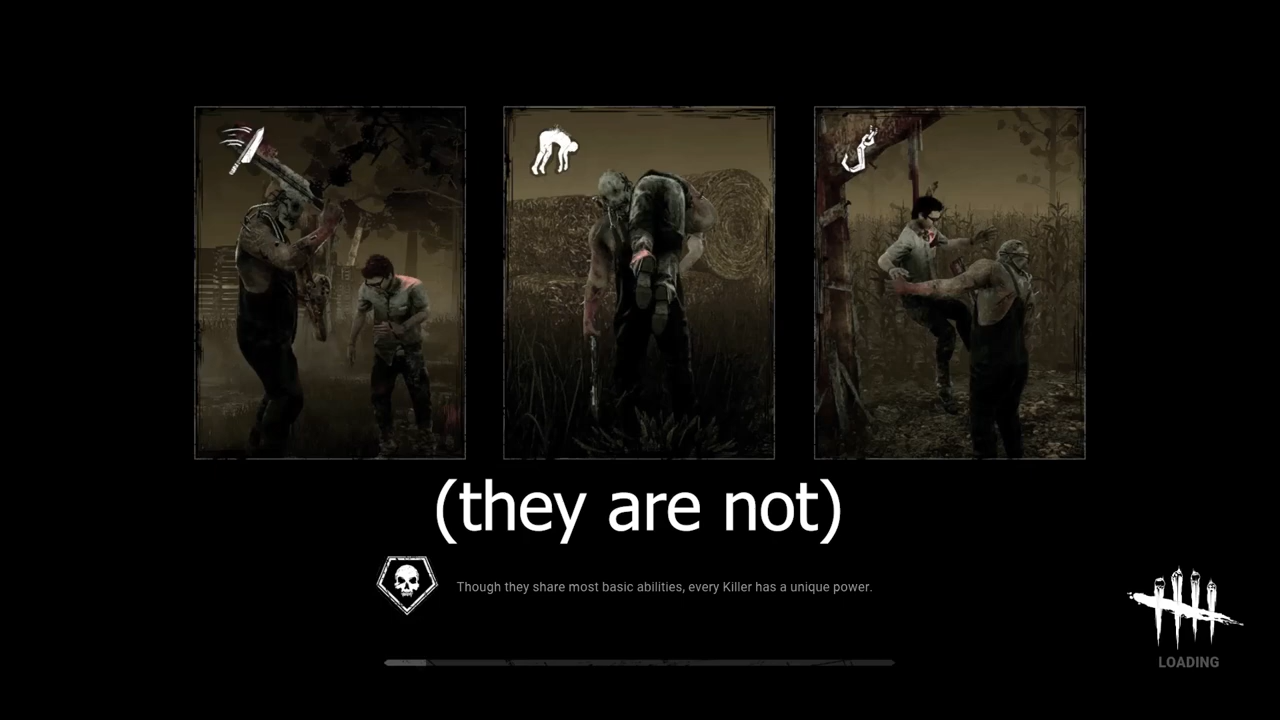 (they are not)
Though they share most basic abilities, every Killer has a unique power.
LOADING